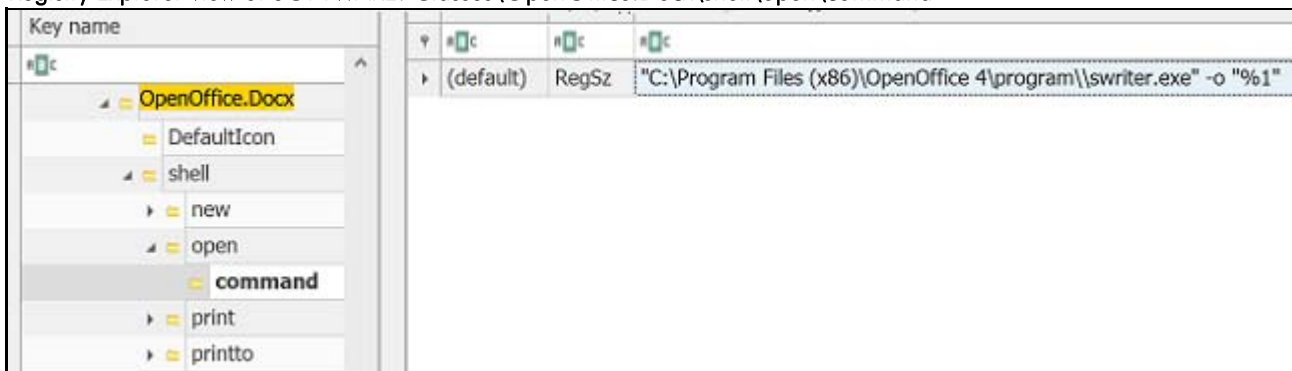 Key name
OpenOffice.Docx
DefaultIcon
shell
new
open
command
print
printto
(default) RegSz "C:\Program Files (x86)\OpenOffice 4\program\\swriter.exe" -o "%1"